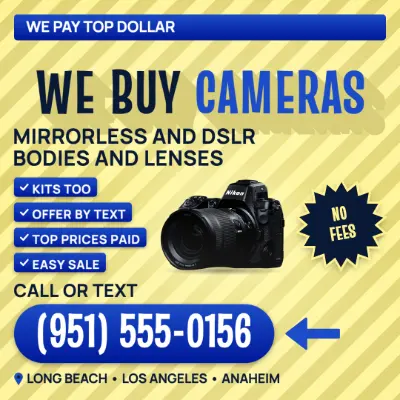 WE PAY TOP DOLLAR
WE BUY CAMERAS
MIRRORLESS AND DSLR
BODIES AND LENSES
KITS TOO
OFFER BY TEXT
TOP PRICES PAID
EASY SALE
Nikon
NO
FEES
CALL OR TEXT
(951) 555-0156
LONG BEACH • LOS ANGELES • ANAHEIM